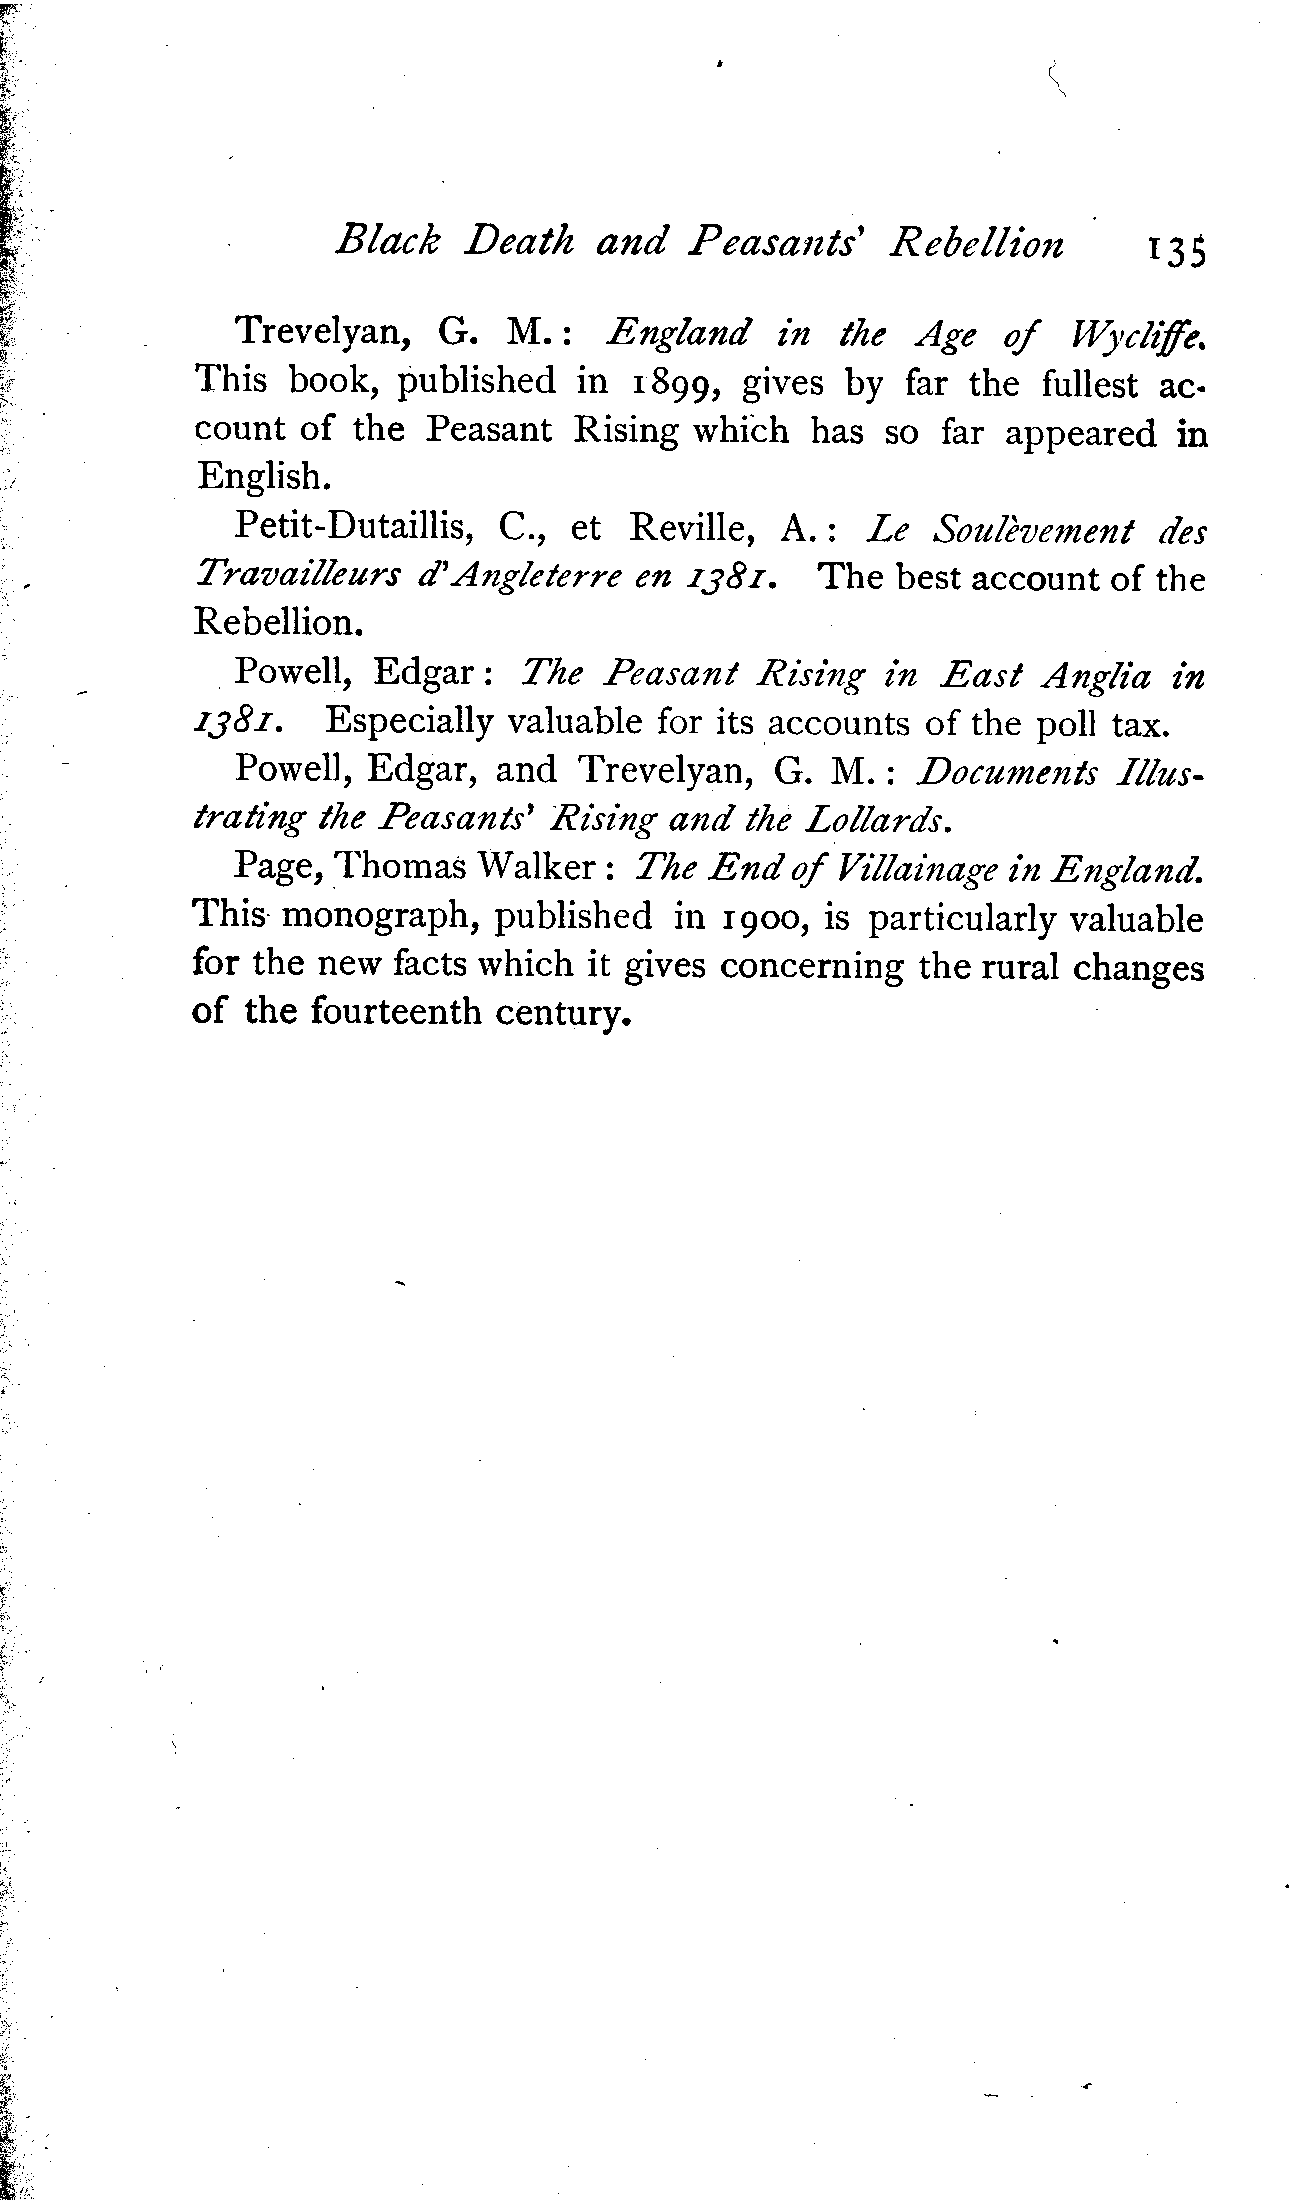 Black Death and Peasants' Rebellion 135
Trevelyan, G. M.: England in the Age of Wycliffe.
This book, published in 1899, gives by far the fullest ac-
count of the Peasant Rising which has so far appeared in
English.
Petit-Dutaillis, C., et Reville, A.: Le Soulèvement des
Travailleurs d'Angleterre en 1381. The best account of the
Rebellion.
Powell, Edgar: The Peasant Rising in East Anglia in
1381. Especially valuable for its accounts of the poll tax.
Powell, Edgar, and Trevelyan, G. M.: Documents Illus-
trating the Peasants' Rising and the Lollards.
Page, Thomas Walker: The End of Villainage in England.
This monograph, published in 1900, is particularly valuable
for the new facts which it gives concerning the rural changes
of the fourteenth century.